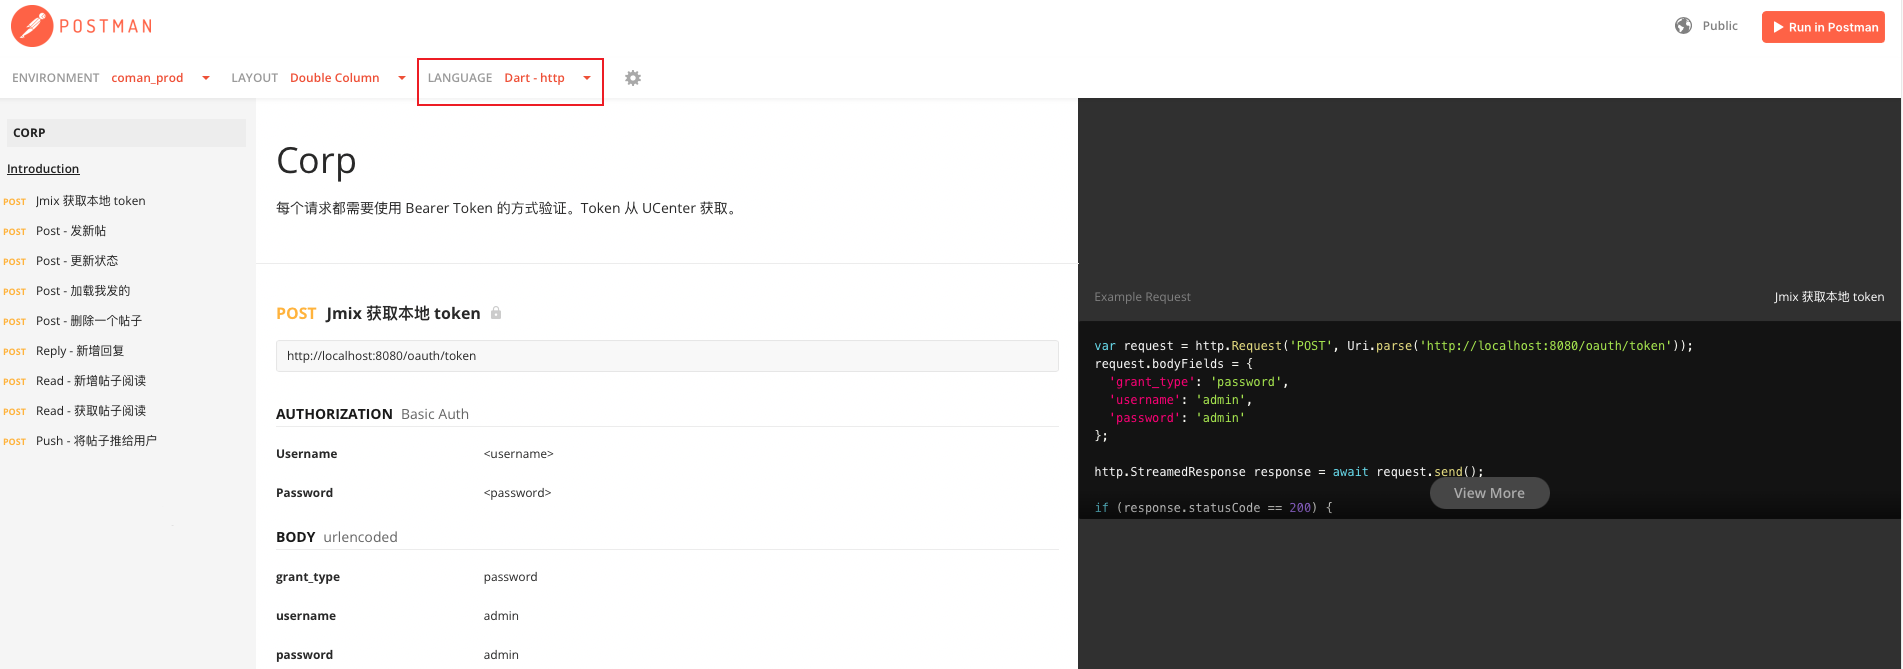 POSTMAN
Public
Run in Postman
ENVIRONMENT coman_prod LAYOUT Double Column LANGUAGE Dart - http
CORP
Introduction
POST Jmix 获取本地 token
POST Post - 发新帖
POST Post - 更新状态
POST Post - 加载我发的
POST Post - 删除一个帖子
POST Reply - 新增回复
POST Read - 新增帖子阅读
POST Read - 获取帖子阅读
POST Push - 将帖子推给用户
Corp
每个请求都需要使用 Bearer Token 的方式验证。Token 从 UCenter 获取。
POST Jmix 获取本地 token
http://localhost:8080/oauth/token
AUTHORIZATION Basic Auth
Username <username>
Password <password>
BODY urlencoded
grant_type password
username admin
password admin
Example Request Jmix 获取本地 token
var request = http.Request('POST', Uri.parse('http://localhost:8080/oauth/token'));
request.bodyFields = {
  'grant_type': 'password',
  'username': 'admin',
  'password': 'admin'
};
http.StreamedResponse response = await request.send();
View More
if (response.statusCode == 200) {